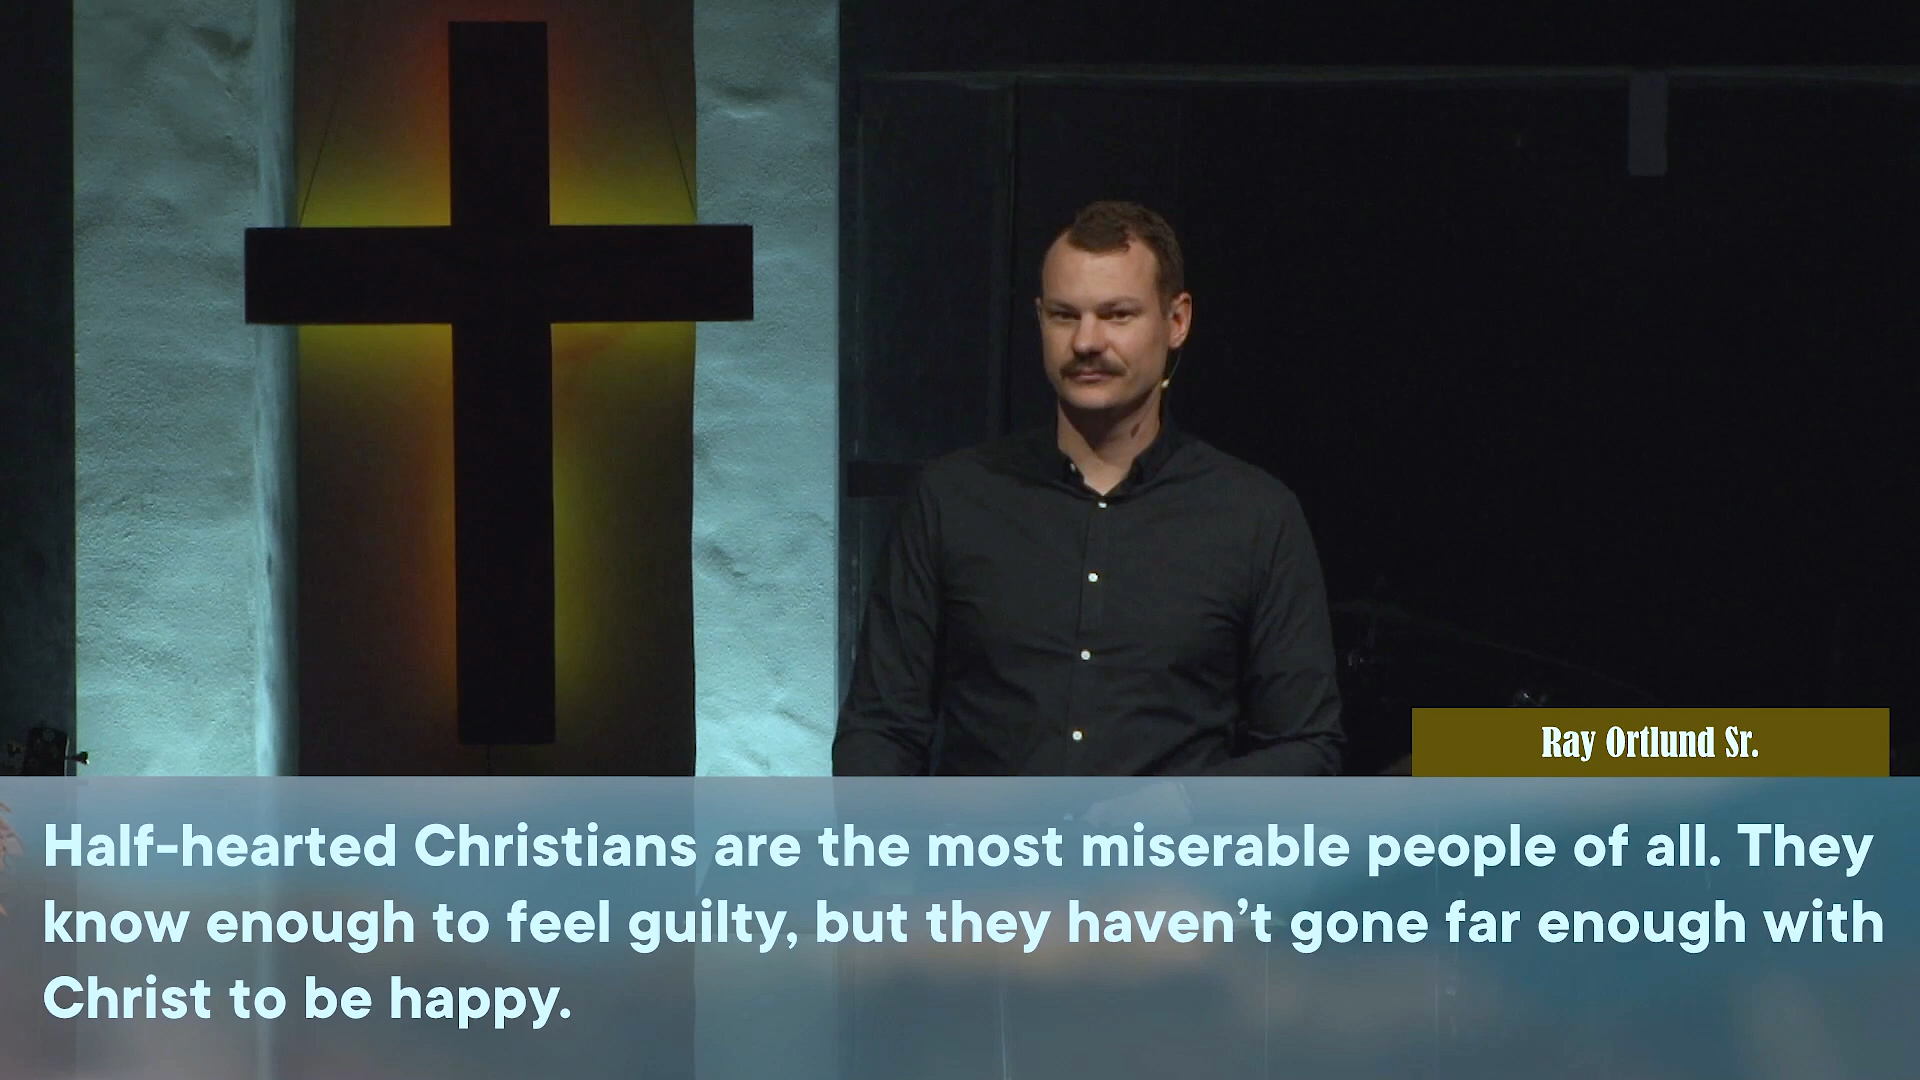 Ray Ortlund Sr.
Half-hearted Christians are the most miserable people of all. They
know enough to feel guilty, but they haven’t gone far enough with
Christ to be happy.